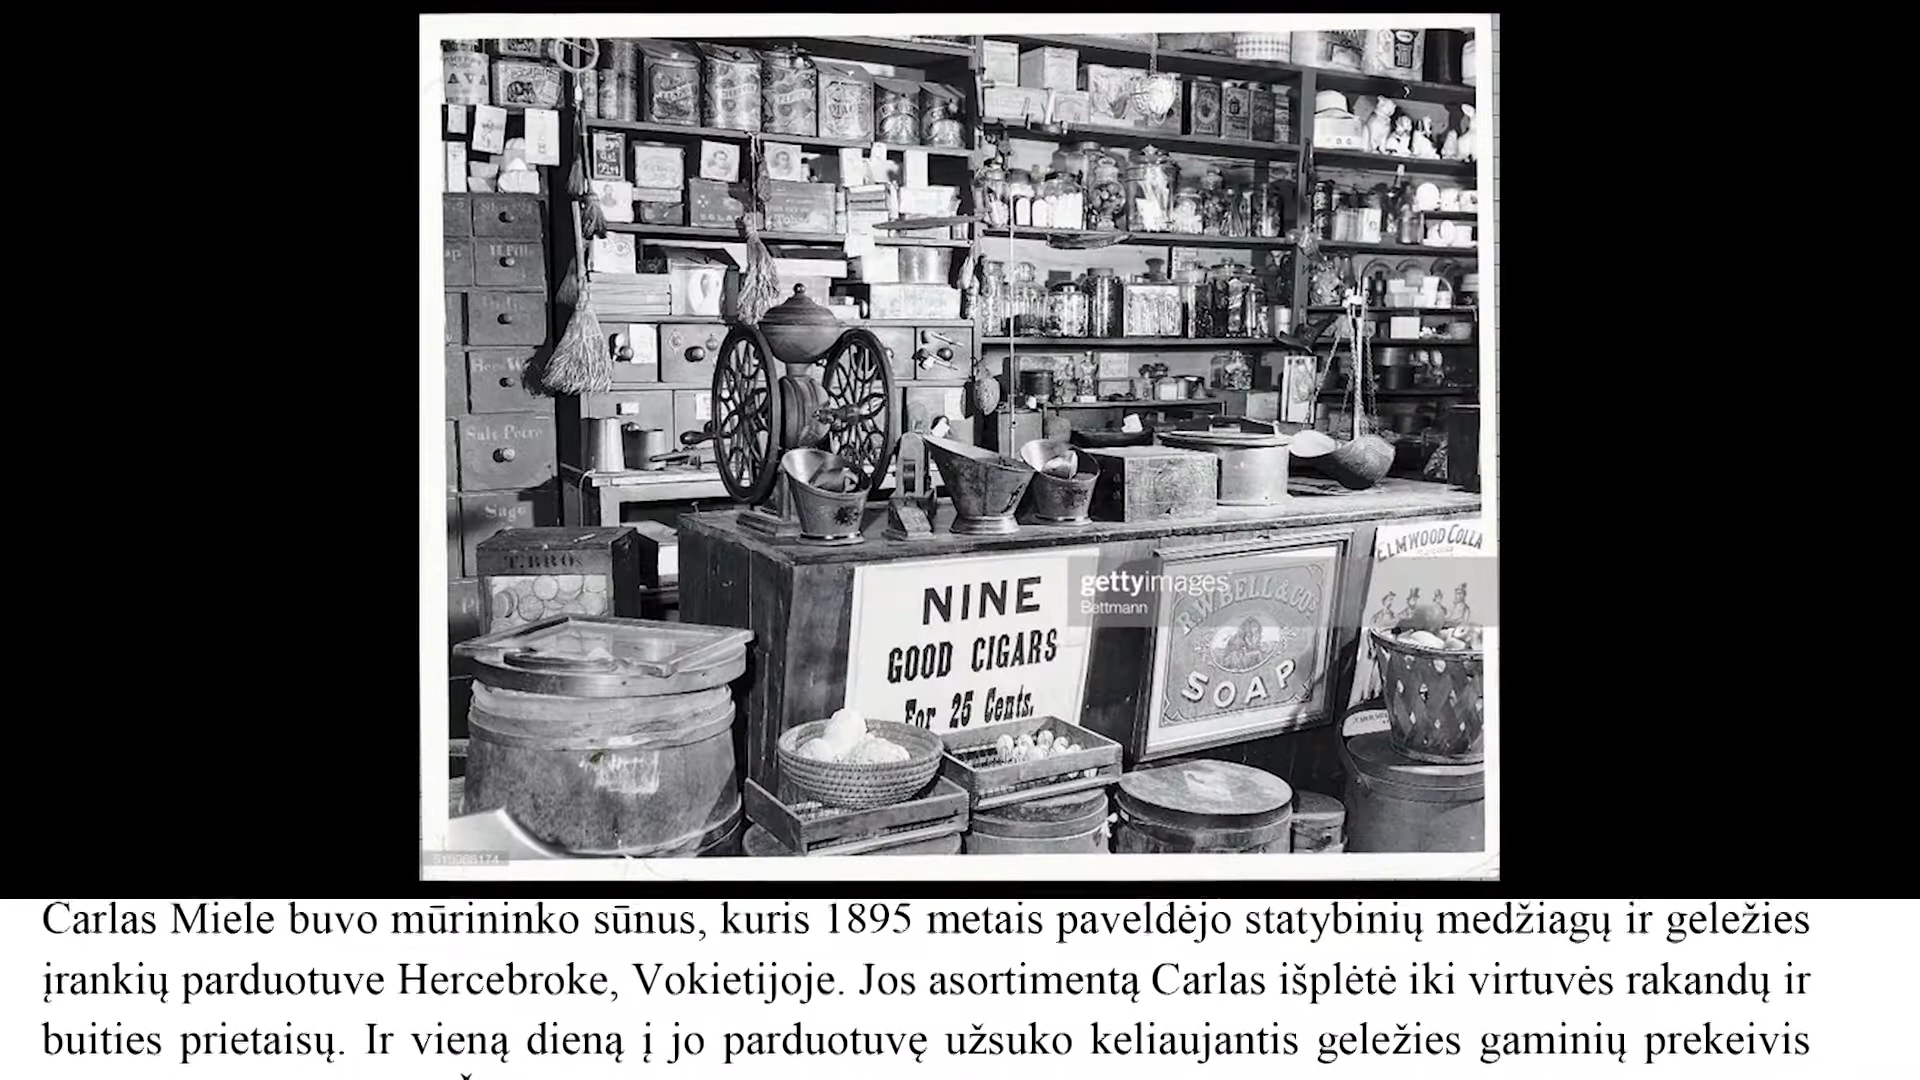 AVA
MACE
Salt Petre
Sage
T. BROS
NINE
GOOD CIGARS
For 25 Cents.
gettyimages
Bettmann
R.W. BELL & CO'S
SOAP
ELMWOOD COLLA
Carlas Miele buvo mūrininko sūnus, kuris 1895 metais paveldėjo statybinių medžiagų ir geležies
įrankių parduotuve Hercebroke, Vokietijoje. Jos asortimentą Carlas išplėtė iki virtuvės rakandų ir
buities prietaisų. Ir vieną dieną į jo parduotuvę užsuko keliaujantis geležies gaminių prekeivis